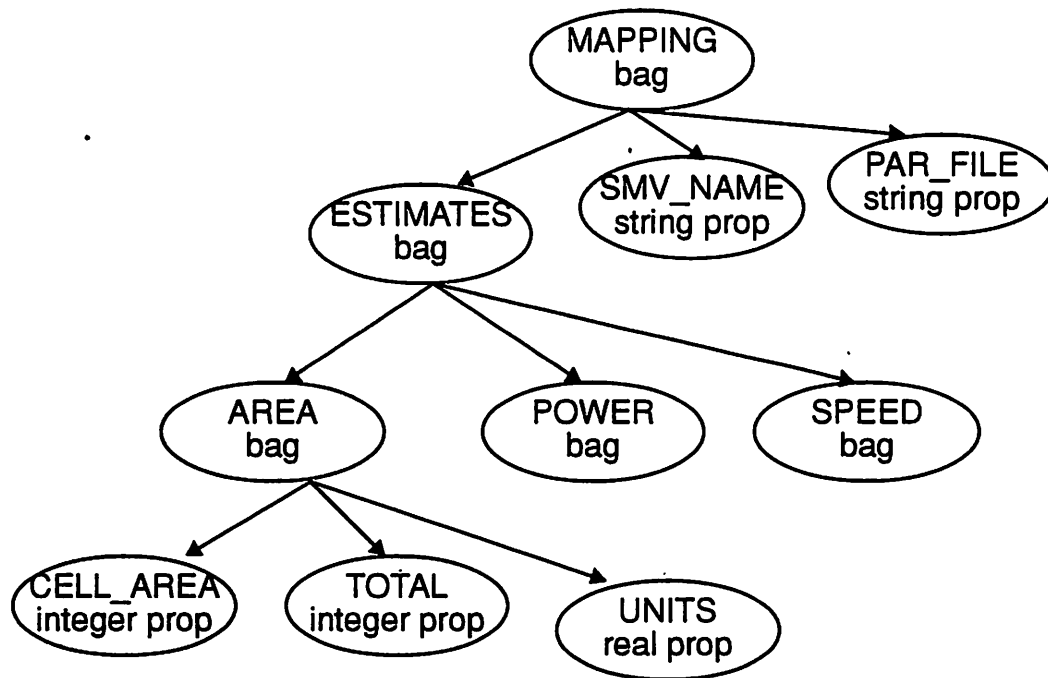 MAPPING
bag
PAR_FILE
string prop
SMV_NAME
string prop
ESTIMATES
bag
AREA
bag
POWER
bag
SPEED
bag
CELL_AREA
integer prop
TOTAL
integer prop
UNITS
real prop